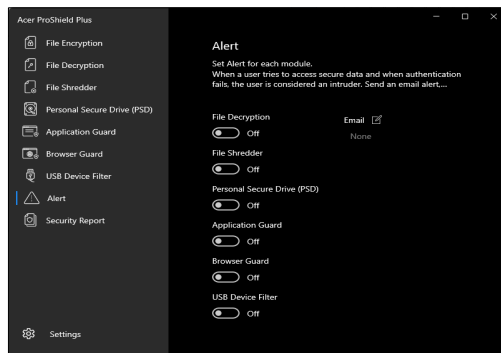 Acer ProShield Plus
File Encryption
File Decryption
File Shredder
Personal Secure Drive (PSD)
Application Guard
Browser Guard
USB Device Filter
Alert
Security Report
Settings
Alert
Set Alert for each module.
When a user tries to access secure data and when authentication
fails, the user is considered an intruder. Send an email alert,...
File Decryption
Off
Email
None
File Shredder
Off
Personal Secure Drive (PSD)
Off
Application Guard
Off
Browser Guard
Off
USB Device Filter
Off